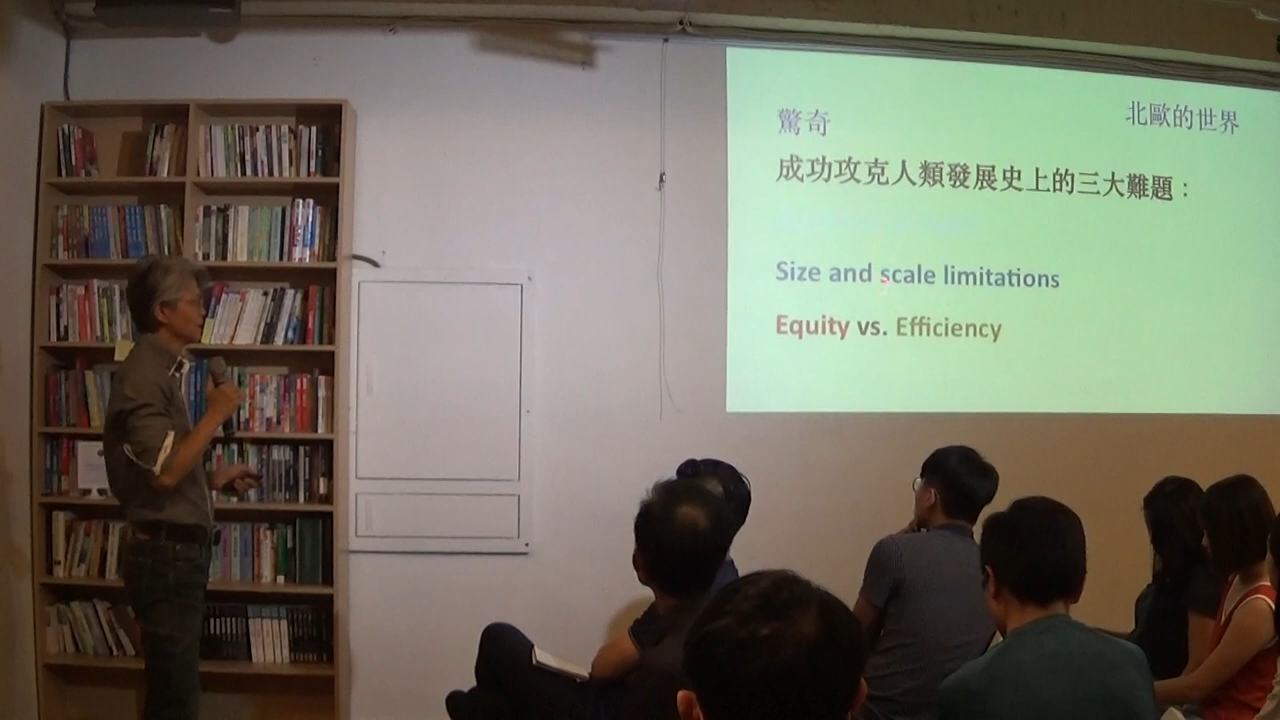 驚奇
北歐的世界
成功攻克人類發展史上的三大難題：
Size and scale limitations
Equity vs. Efficiency